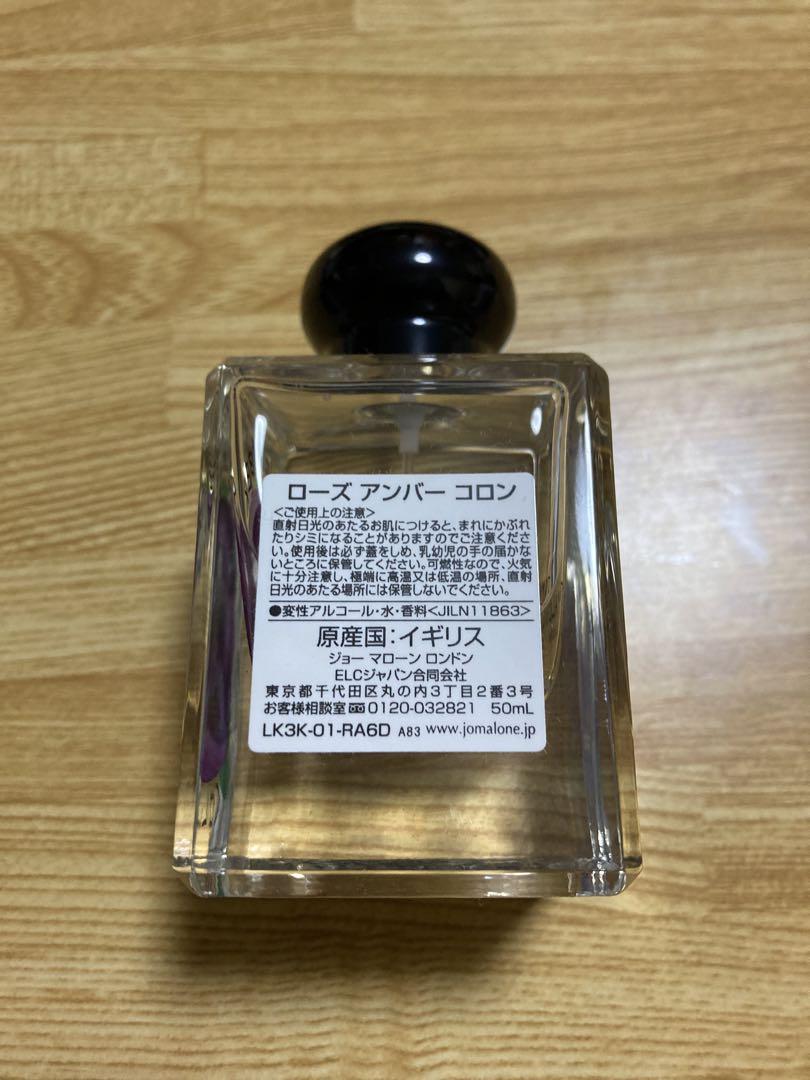 ローズ アンバー コロン
<ご使用上の注意>
直射日光のあたるお肌につけると、まれにかぶれ
たりシミになることがありますのでご注意くださ
い。使用後は必ず蓋をしめ、乳幼児の手の届かな
いところに保管してください。可燃性なので、火気
に十分注意し、極端に高温又は低温の場所、直射
日光のあたる場所には保管しないでください。
●変性アルコール・水・香料<JILN11863>
原産国:イギリス
ジョー マローン ロンドン
ELCジャパン合同会社
東京都千代田区丸の内3丁目2番3号
お客様相談室 0120-032821 50mL
LK3K-01-RA6D A83 www.jomalone.jp